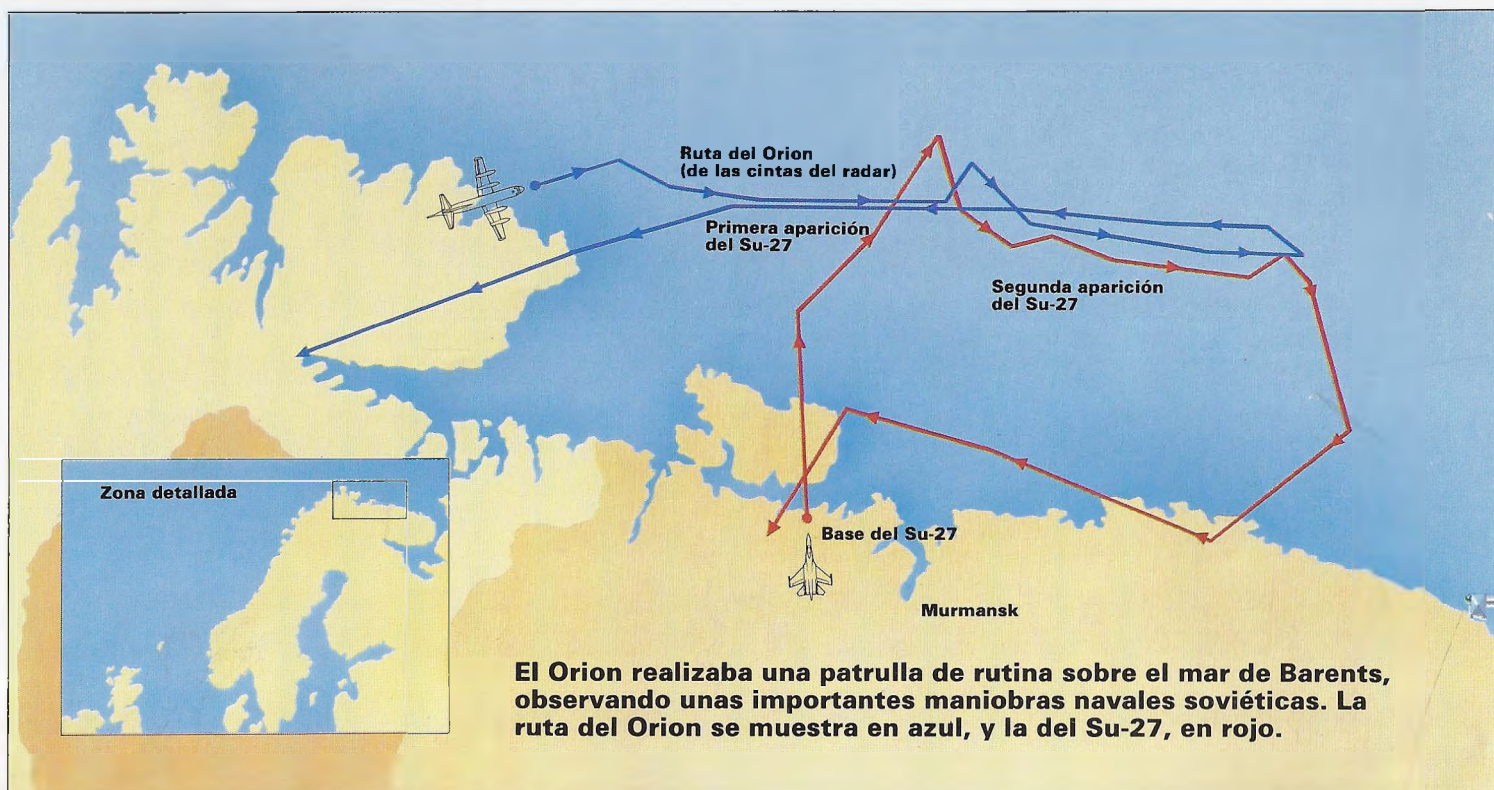 Ruta del Orion
(de las cintas del radar)
Primera aparición
del Su-27
Segunda aparición
del Su-27
Zona detallada
Base del Su-27
Murmansk
El Orion realizaba una patrulla de rutina sobre el mar de Barents,
observando unas importantes maniobras navales soviéticas. La
ruta del Orion se muestra en azul, y la del Su-27, en rojo.